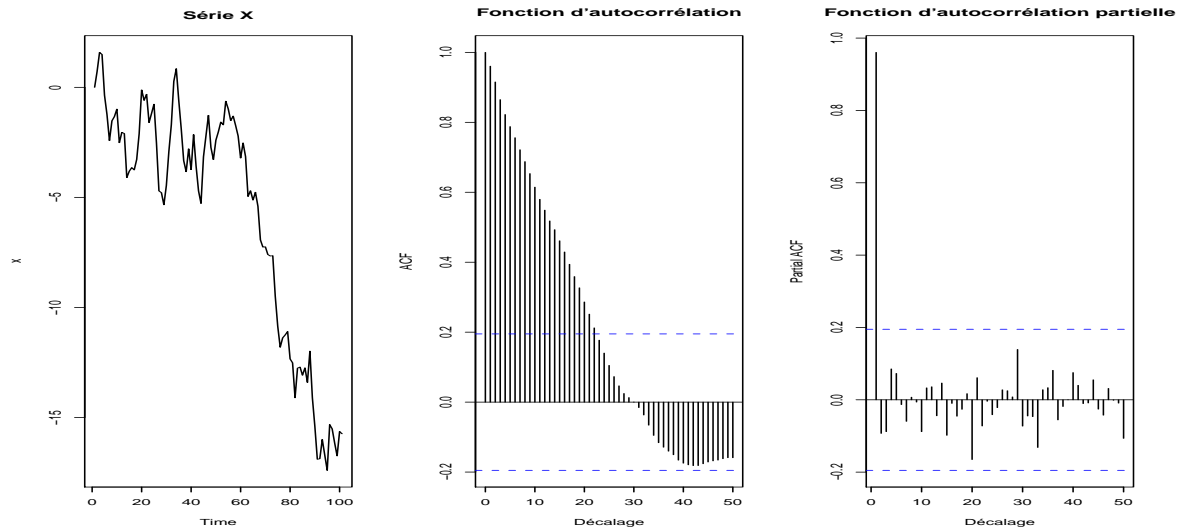 Série X
X
0
-5
-10
-15
0 20 40 60 80 100
Time
Fonction d'autocorrélation
ACF
1.0
0.8
0.6
0.4
0.2
0.0
-0.2
0 10 20 30 40 50
Décalage
Fonction d'autocorrélation partielle
Partial ACF
1.0
0.8
0.6
0.4
0.2
0.0
-0.2
0 10 20 30 40 50
Décalage